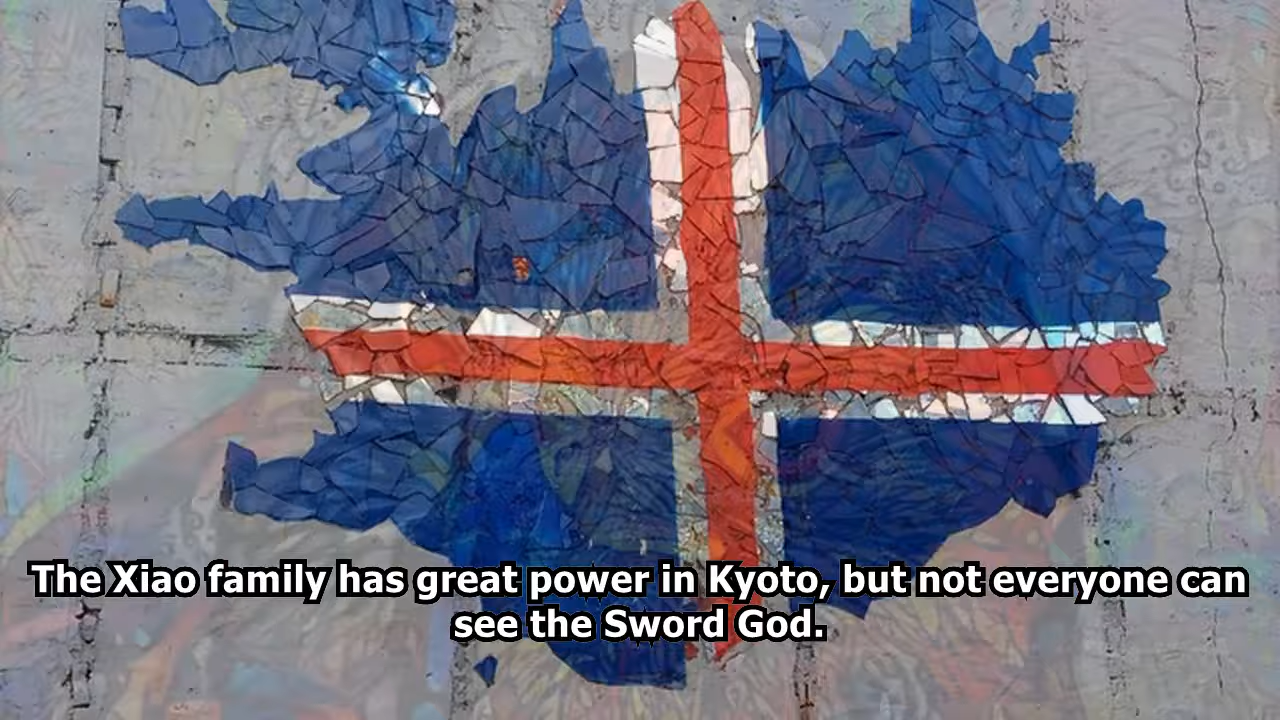 The Xiao family has great power in Kyoto, but not everyone can
see the Sword God.